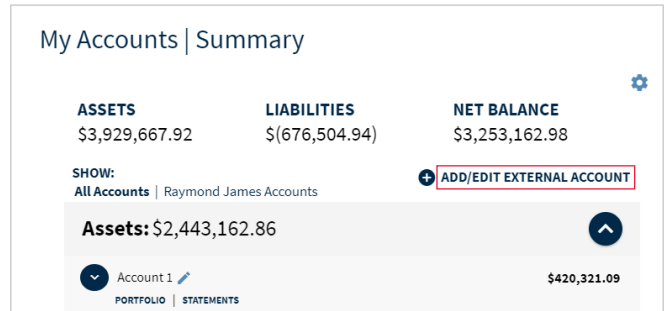 My Accounts | Summary
ASSETS LIABILITIES NET BALANCE
$3,929,667.92 $(676,504.94) $3,253,162.98
SHOW:
All Accounts | Raymond James Accounts
ADD/EDIT EXTERNAL ACCOUNT
Assets: $2,443,162.86
Account 1 $420,321.09
PORTFOLIO | STATEMENTS